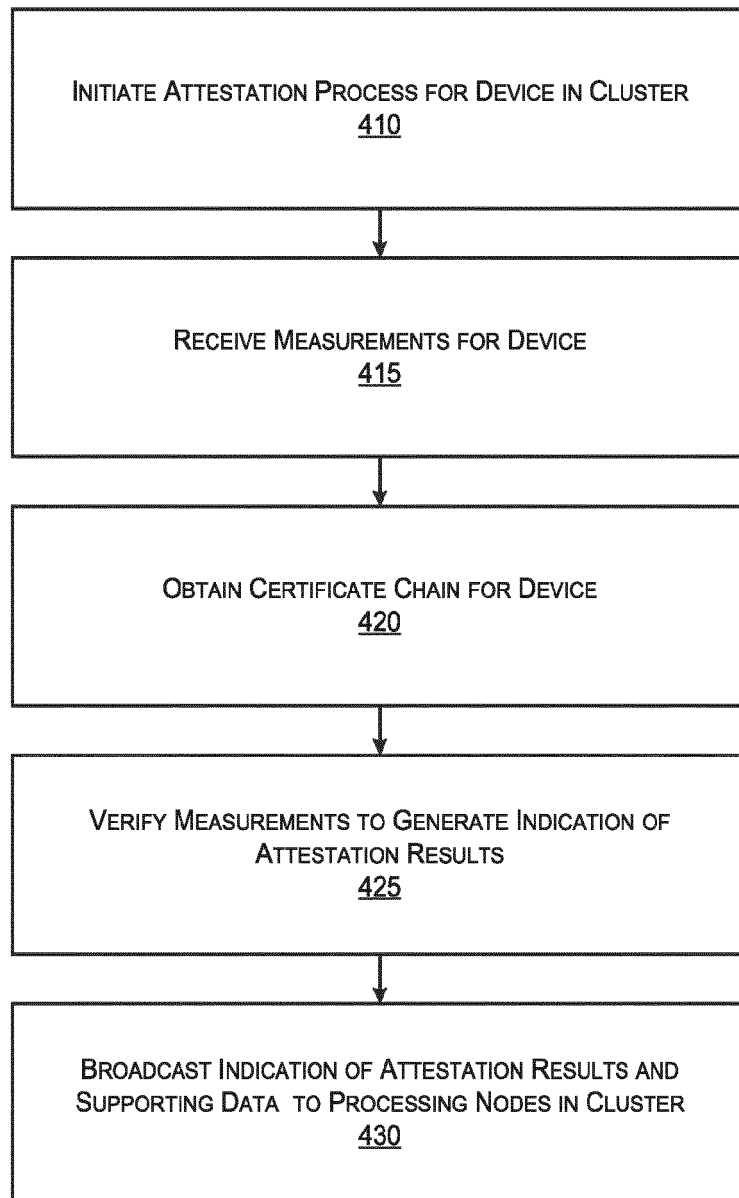 INITIATE ATTESTATION PROCESS FOR DEVICE IN CLUSTER
410
RECEIVE MEASUREMENTS FOR DEVICE
415
OBTAIN CERTIFICATE CHAIN FOR DEVICE
420
VERIFY MEASUREMENTS TO GENERATE INDICATION OF
ATTESTATION RESULTS
425
BROADCAST INDICATION OF ATTESTATION RESULTS AND
SUPPORTING DATA TO PROCESSING NODES IN CLUSTER
430